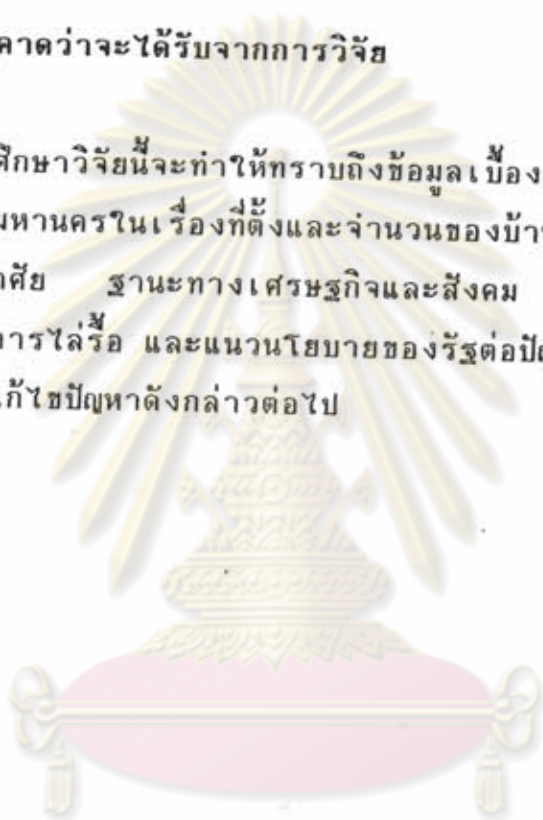 คาดว่าจะได้รับจากการวิจัย
ศึกษาวิจัยนี้จะทำให้ทราบถึงข้อมูลเบื้อง
มหานครในเรื่องที่ตั้งและจำนวนของบ้าน
าศัย ฐานะทางเศรษฐกิจและสังคม
การไล่รื้อ และแนวนโยบายของรัฐต่อปัญ
แก้ไขปัญหาดังกล่าวต่อไป